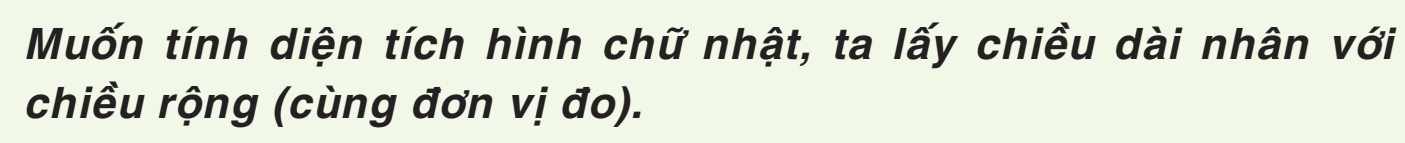 Muốn tính diện tích hình chữ nhật, ta lấy chiều dài nhân với
chiều rộng (cùng đơn vị đo).